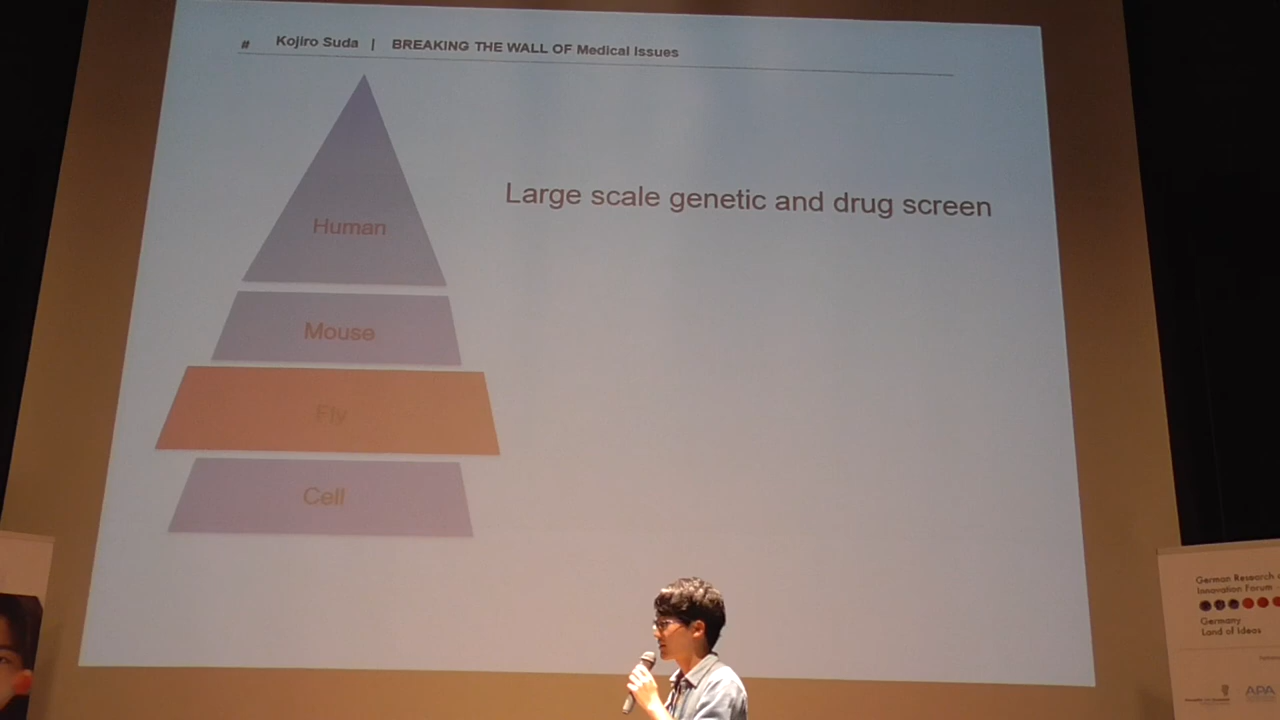 Kojiro Suda | BREAKING THE WALL OF Medical Issues
Large scale genetic and drug screen
Human
Mouse
Fly
Cell
German Research
Innovation Forum
Germany
Land of Ideas
APA